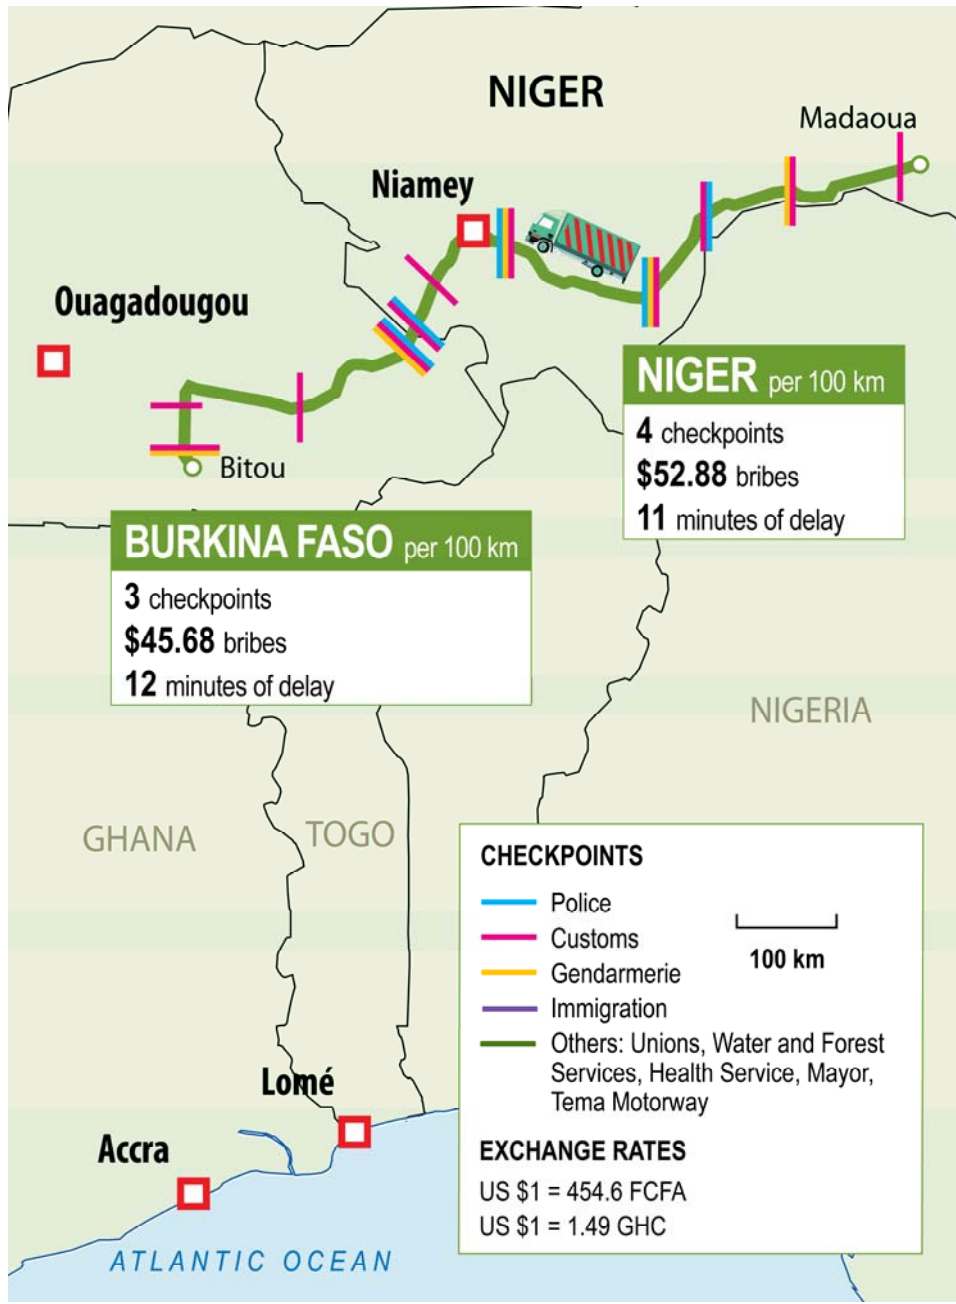 NIGER
Madaoua
Niamey
Ouagadougou
Bitou
NIGER per 100 km
4 checkpoints
$52.88 bribes
11 minutes of delay
BURKINA FASO per 100 km
3 checkpoints
$45.68 bribes
12 minutes of delay
NIGERIA
GHANA
TOGO
CHECKPOINTS
Police
Customs
Gendarmerie
Immigration
Others: Unions, Water and Forest
Services, Health Service, Mayor,
Tema Motorway
100 km
EXCHANGE RATES
US $1 = 454.6 FCFA
US $1 = 1.49 GHC
Lomé
Accra
ATLANTIC OCEAN